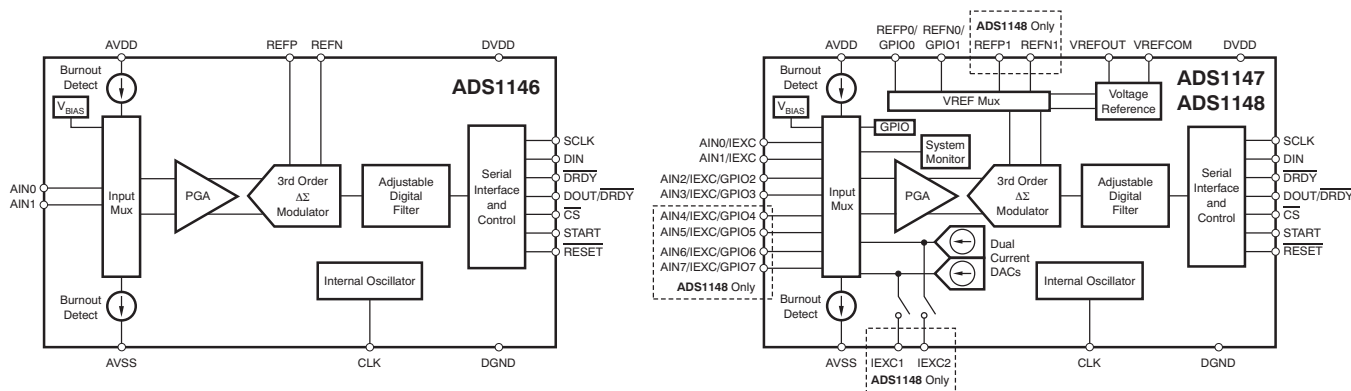 AVDD
REFP REFN
DVDD
Burnout
Detect
ADS1146
VBIAS
SCLK
DIN
DRDY
DOUT/DRDY
CS
START
RESET
AIN0
AIN1
Input
Mux
PGA
3rd Order
ΔΣ
Modulator
Adjustable
Digital
Filter
Serial
Interface
and
Control
Internal Oscillator
Burnout
Detect
AVSS
CLK
DGND
ADS1148 Only
REFP0/ REFN0/
AVDD
GPIO0 GPIO1
REFP1 REFN1
VREFOUT VREFCOM
DVDD
Burnout
Detect
ADS1147
ADS1148
VREF Mux
Voltage
Reference
VBIAS
GPIO
System
Monitor
AIN0/IEXC
AIN1/IEXC
AIN2/IEXC/GPIO2
AIN3/IEXC/GPIO3
AIN4/IEXC/GPIO4
AIN5/IEXC/GPIO5
AIN6/IEXC/GPIO6
AIN7/IEXC/GPIO7
ADS1148 Only
Input
Mux
PGA
3rd Order
ΔΣ
Modulator
Adjustable
Digital
Filter
Serial
Interface
and
Control
SCLK
DIN
DRDY
DOUT/DRDY
CS
START
RESET
Dual
Current
DACs
Internal Oscillator
Burnout
Detect
AVSS
IEXC1 IEXC2
ADS1148 Only
CLK
DGND